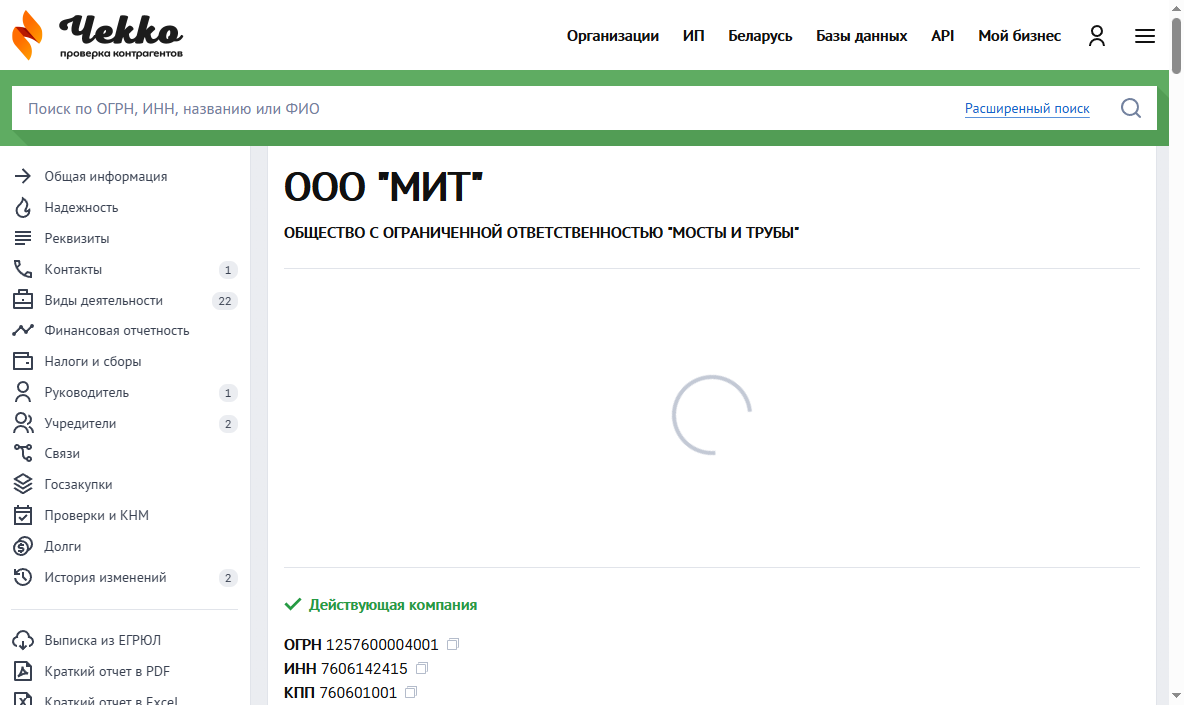 Чекко
проверка контрагентов
Организации ИП Беларусь Базы данных API Мой бизнес
Поиск по ОГРН, ИНН, названию или ФИО Расширенный поиск
Общая информация
Надежность
Реквизиты
Контакты 1
Виды деятельности 22
Финансовая отчетность
Налоги и сборы
Руководитель 1
Учредители 2
Связи
Госзакупки
Проверки и КНМ
Долги
История изменений 2
Выписка из ЕГРЮЛ
Краткий отчет в PDF
Краткий отчет в Excel
ООО "МИТ"
ОБЩЕСТВО С ОГРАНИЧЕННОЙ ОТВЕТСТВЕННОСТЬЮ "МОСТЫ И ТРУБЫ"
Действующая компания
ОГРН 1257600004001
ИНН 7606142415
КПП 760601001